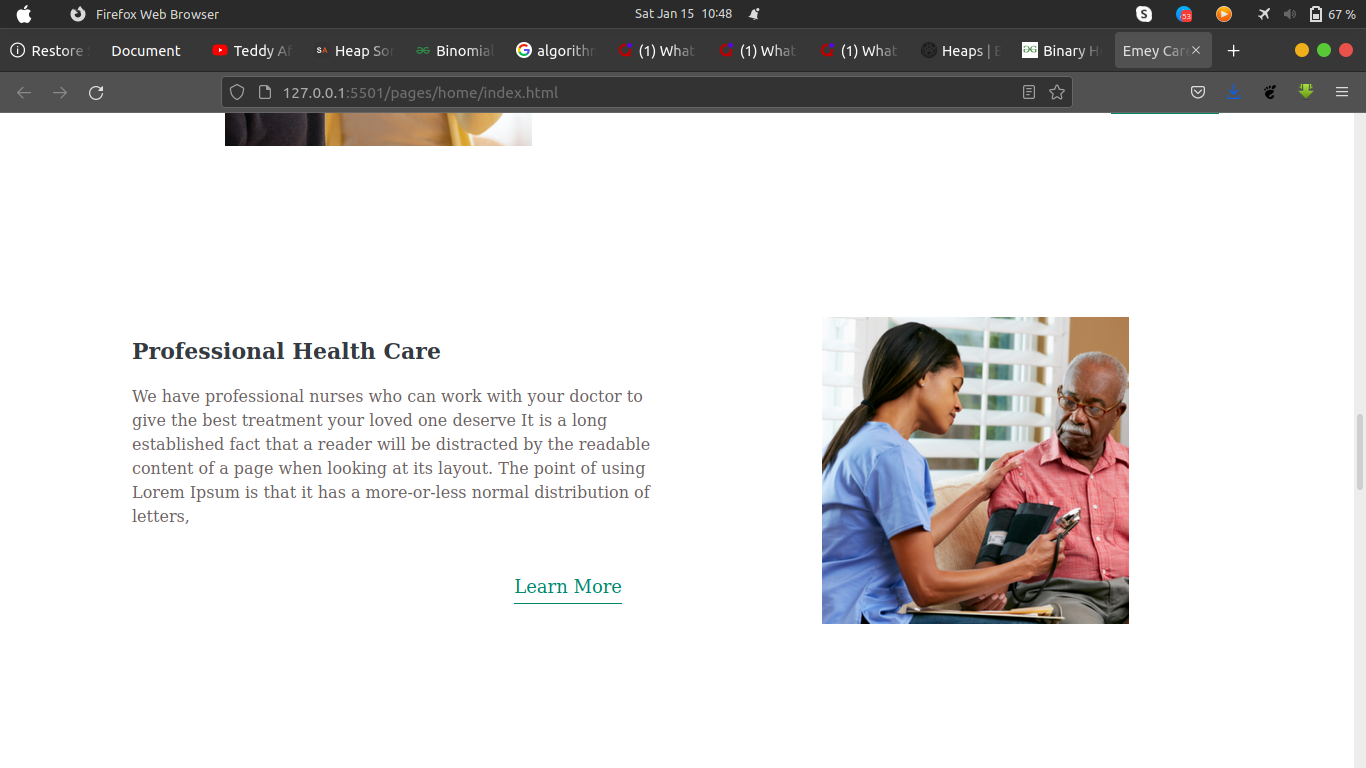 Firefox Web Browser
Sat Jan 15 10:48
53
67 %
Restore
Document
Teddy Af
SA Heap Sor
Binomial
algorithm
(1) What
(1) What
(1) What
Heaps |
Binary H
Emey Car
127.0.0.1:5501/pages/home/index.html
Professional Health Care
We have professional nurses who can work with your doctor to
give the best treatment your loved one deserve It is a long
established fact that a reader will be distracted by the readable
content of a page when looking at its layout. The point of using
Lorem Ipsum is that it has a more-or-less normal distribution of
letters,
Learn More